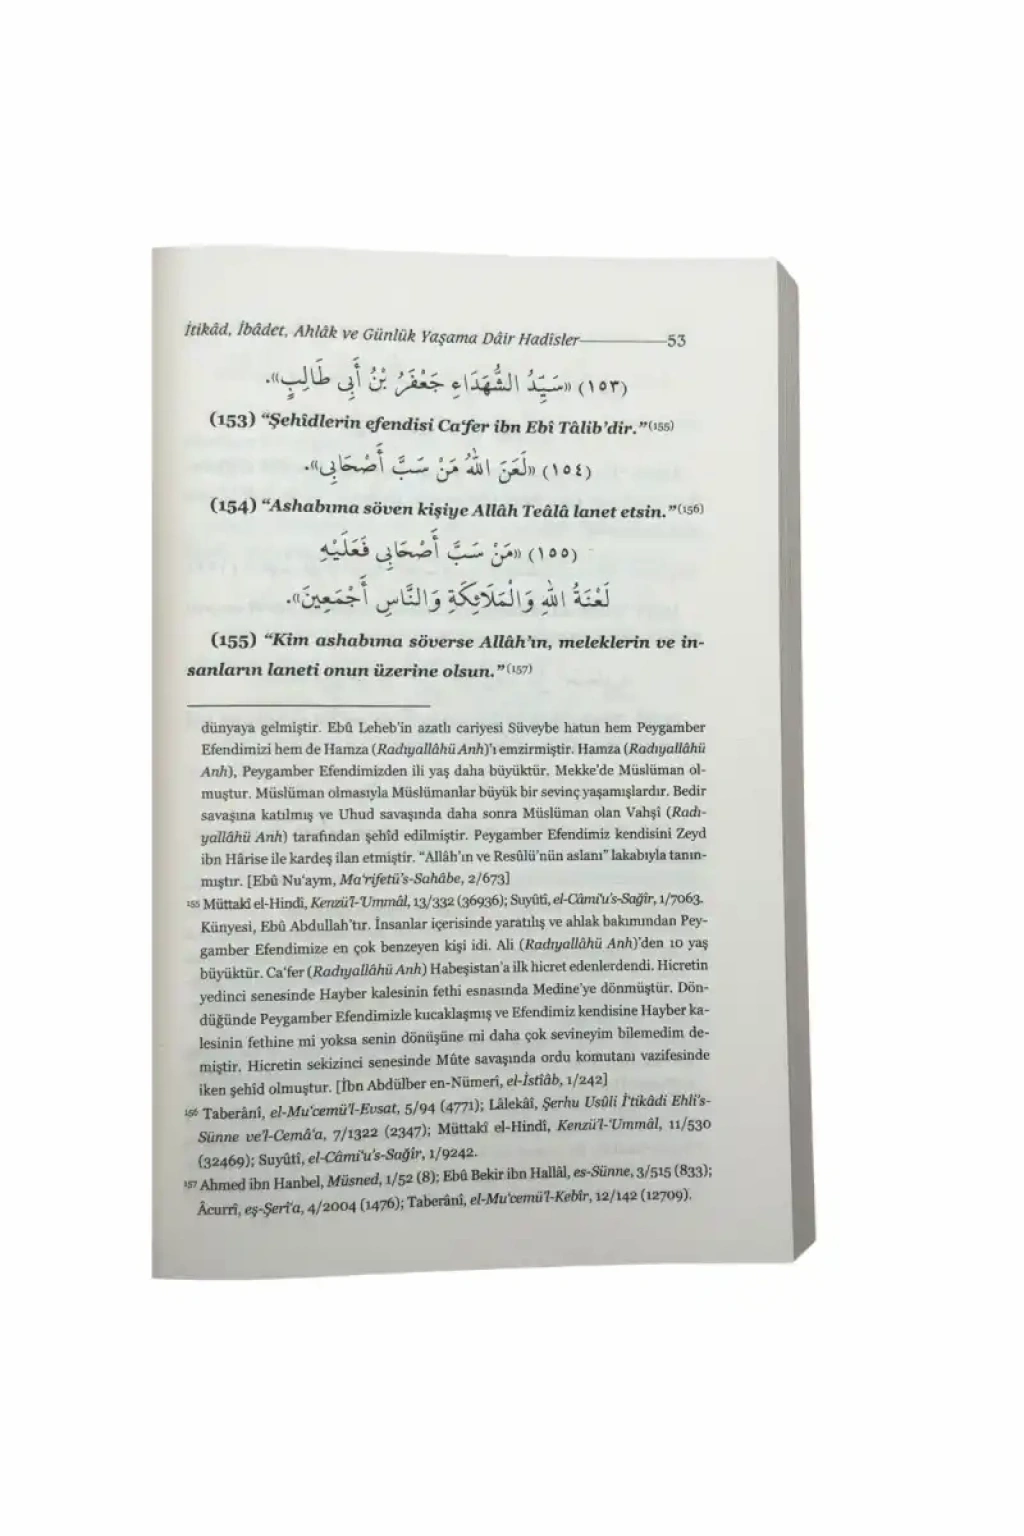 İtikâd, İbâdet, Ahlâk ve Günlük Yaşama Dâir Hadisler 53
(١٥٣) «سَيِّدُ الشُّهَدَاءِ جَعْفَرُ بْنُ أَبِى طَالِبٍ».
(153) “Şehîdlerin efendisi Ca‘fer ibn Ebî Tâlib’dir.”(155)
(١٥٤) «لَعَنَ اللهُ مَنْ سَبَّ أَصْحَابِى».
(154) “Ashabıma söven kişiye Allâh Teâlâ lanet etsin.”(156)
(١٥٥) «مَنْ سَبَّ أَصْحَابِى فَعَلَيْهِ
لَعْنَةُ اللهِ وَالْمَلَائِكَةِ وَالنَّاسِ أَجْمَعِينَ».
(155) “Kim ashabıma söverse Allâh’ın, meleklerin ve in-
sanların laneti onun üzerine olsun.”(157)
dünyaya gelmiştir. Ebû Leheb’in azatlı cariyesi Süveybe hatun hem Peygamber
Efendimizi hem de Hamza (Radıyallâhü Anh)’ı emzirmiştir. Hamza (Radıyallâhü
Anh), Peygamber Efendimizden ili yaş daha büyüktür. Mekke’de Müslüman ol-
muştur. Müslüman olmasıyla Müslümanlar büyük bir sevinç yaşamışlardır. Bedir
savaşına katılmış ve Uhud savaşında daha sonra Müslüman olan Vahşî (Radı-
yallâhü Anh) tarafından şehîd edilmiştir. Peygamber Efendimiz kendisini Zeyd
ibn Hârise ile kardeş ilan etmiştir. “Allâh’ın ve Resûlü’nün aslanı” lakabıyla tanın-
mıştır. [Ebû Nu‘aym, Ma‘rifetü’s-Sahâbe, 2/673]
155 Müttakî el-Hindî, Kenzü’l-‘Ummâl, 13/332 (36936); Suyûtî, el-Câmi‘u’s-Sağîr, 1/7063.
Künyesi, Ebû Abdullah’tır. İnsanlar içerisinde yaratılış ve ahlak bakımından Pey-
gamber Efendimize en çok benzeyen kişi idi. Ali (Radıyallâhü Anh)’den 10 yaş
büyüktür. Ca‘fer (Radıyallâhü Anh) Habeşistan’a ilk hicret edenlerdendi. Hicretin
yedinci senesinde Hayber kalesinin fethi esnasında Medine’ye dönmüştür. Dön-
düğünde Peygamber Efendimizle kucaklaşmış ve Efendimiz kendisine Hayber ka-
lesinin fethine mi yoksa senin dönüşüne mi daha çok sevineyim bilemedim de-
miştir. Hicretin sekizinci senesinde Mûte savaşında ordu komutanı vazifesinde
iken şehîd olmuştur. [İbn Abdülber en-Nümerî, el-İstîâb, 1/242]
156 Taberânî, el-Mu‘cemü’l-Evsat, 5/94 (4771); Lâlekâî, Şerhu Usûli İ‘tikâdi Ehli’s-
Sünne ve’l-Cemâ‘a, 7/1322 (2347); Müttakî el-Hindî, Kenzü’l-‘Ummâl, 11/530
(32469); Suyûtî, el-Câmi‘u’s-Sağîr, 1/9242.
157 Ahmed ibn Hanbel, Müsned, 1/52 (8); Ebû Bekir ibn Hallâl, es-Sünne, 3/515 (833);
Âcurrî, eş-Şerî‘a, 4/2004 (1476); Taberânî, el-Mu‘cemü’l-Kebîr, 12/142 (12709).